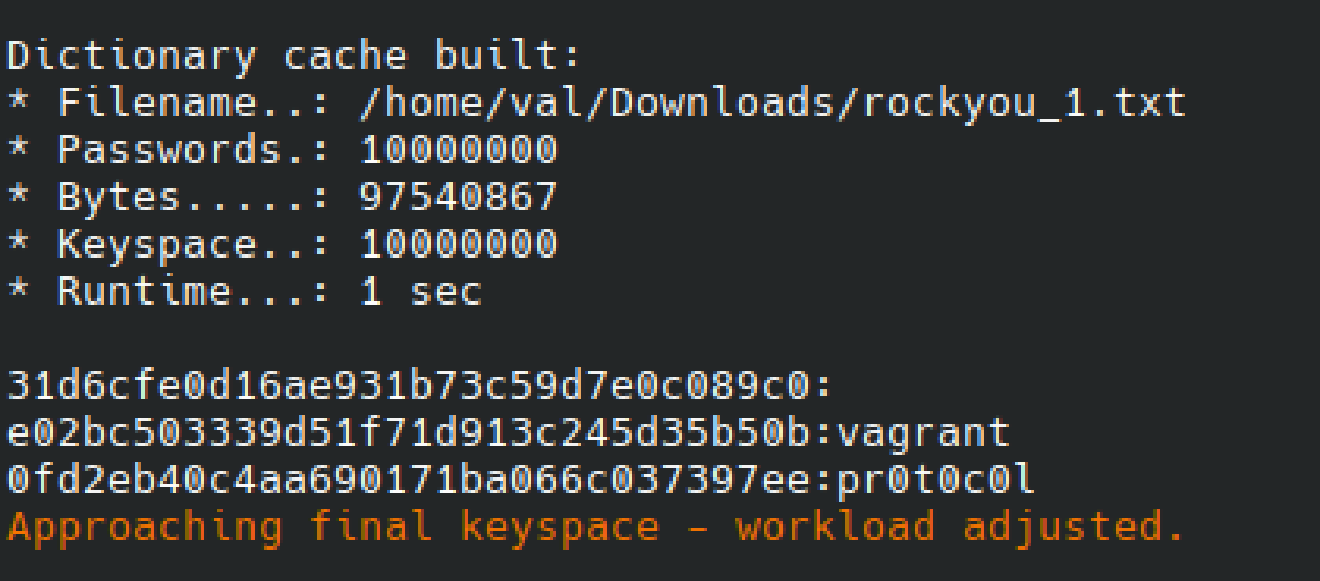 Dictionary cache built:
* Filename..: /home/val/Downloads/rockyou_1.txt
* Passwords.: 10000000
* Bytes.....: 97540867
* Keyspace..: 10000000
* Runtime...: 1 sec
31d6cfe0d16ae931b73c59d7e0c089c0:
e02bc503339d51f71d913c245d35b50b:vagrant
0fd2eb40c4aa690171ba066c037397ee:pr0t0c0l
Approaching final keyspace - workload adjusted.